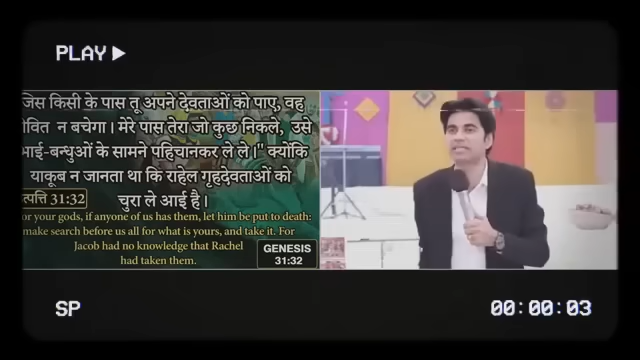 PLAY
जिस किसी के पास तू अपने देवताओं को पाए, वह
न बचेगा। मेरे पास तेरा जो कुछ निकले, उसे
भाई-बन्धुओं के सामने पहिचानकर ले ले।" क्योंकि
याकूब न जानता था कि राहेल गृहदेवताओं को
चुरा ले आई है।
31:32
or your gods, if anyone of us has them, let him be put to death:
make search before us all for what is yours, and take it. For
Jacob had no knowledge that Rachel
had taken them.
GENESIS
31:32
SP
00:00:03